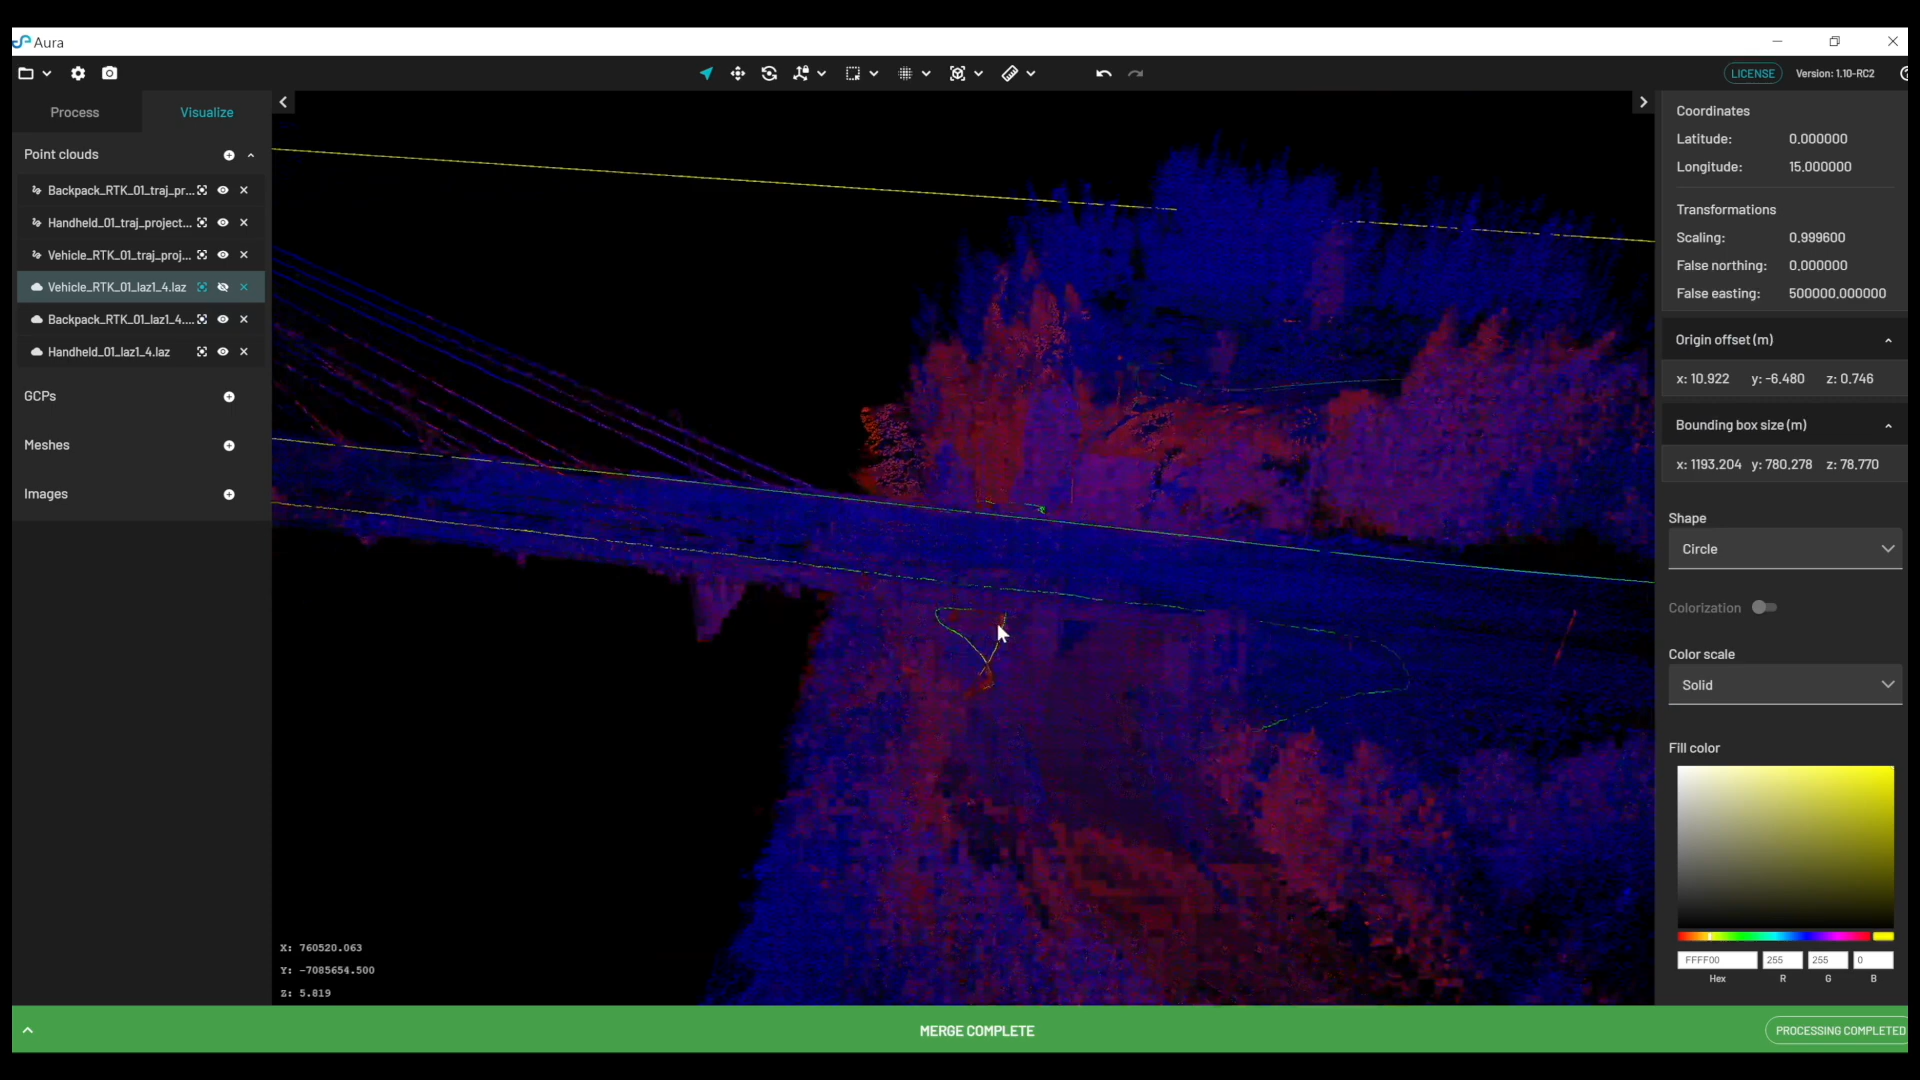 Aura
LICENSE
Version: 1.10-RC2
Process
Visualize
Point clouds
Backpack_RTK_01_traj_pr...
Handheld_01_traj_project...
Vehicle_RTK_01_traj_proj...
Vehicle_RTK_01_laz1_4.laz
Backpack_RTK_01_laz1_4....
Handheld_01_laz1_4.laz
GCPs
Meshes
Images
X: 760520.063
Y: -7085654.500
Z: 5.819
Coordinates
Latitude: 0.000000
Longitude: 15.000000
Transformations
Scaling: 0.999600
False northing: 0.000000
False easting: 500000.000000
Origin offset (m)
x: 10.922 y: -6.480 z: 0.746
Bounding box size (m)
x: 1193.204 y: 780.278 z: 78.770
Shape
Circle
Colorization
Color scale
Solid
Fill color
FFFF00 255 255 0
Hex R G B
MERGE COMPLETE
PROCESSING COMPLETED